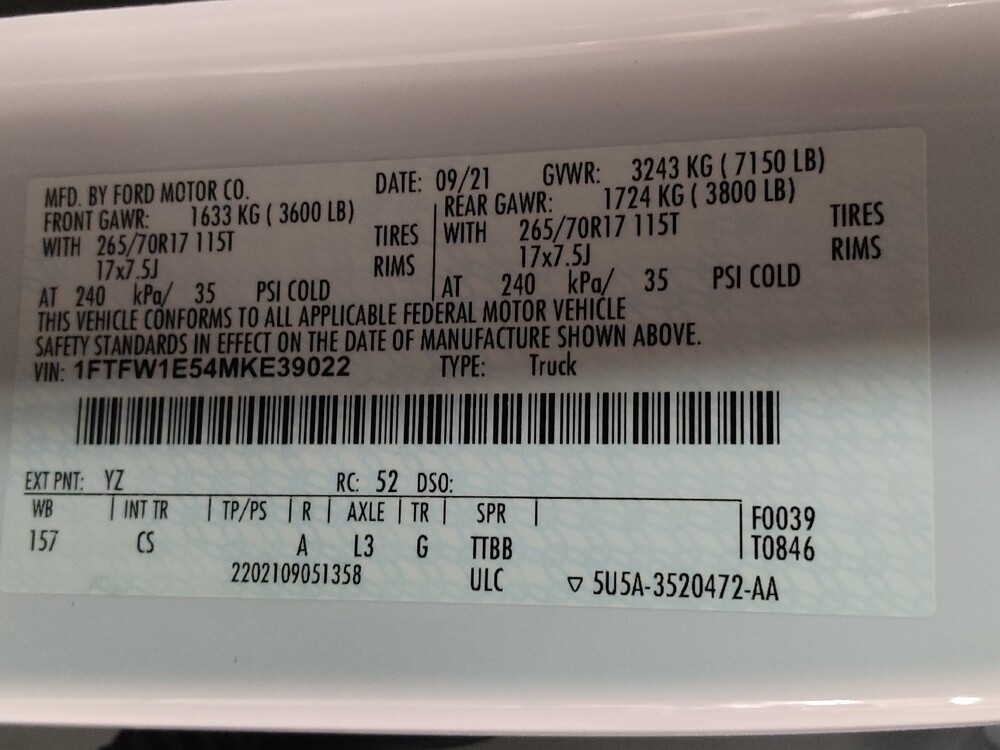 MFD. BY FORD MOTOR CO. DATE: 09/21 GVWR: 3243 KG ( 7150 LB)
FRONT GAWR: 1633 KG ( 3600 LB) REAR GAWR: 1724 KG ( 3800 LB)
WITH 265/70R17 115T TIRES WITH 265/70R17 115T TIRES
17x7.5J RIMS 17x7.5J RIMS
AT 240 kPa/ 35 PSI COLD AT 240 kPa/ 35 PSI COLD
THIS VEHICLE CONFORMS TO ALL APPLICABLE FEDERAL MOTOR VEHICLE
SAFETY STANDARDS IN EFFECT ON THE DATE OF MANUFACTURE SHOWN ABOVE.
VIN: 1FTFW1E54MKE39022 TYPE: Truck
EXT PNT: YZ RC: 52 DSO:
WB INT TR TP/PS R AXLE TR SPR F0039
157 CS A L3 G TTBB T0846
2202109051358 ULC ▽ 5U5A-3520472-AA